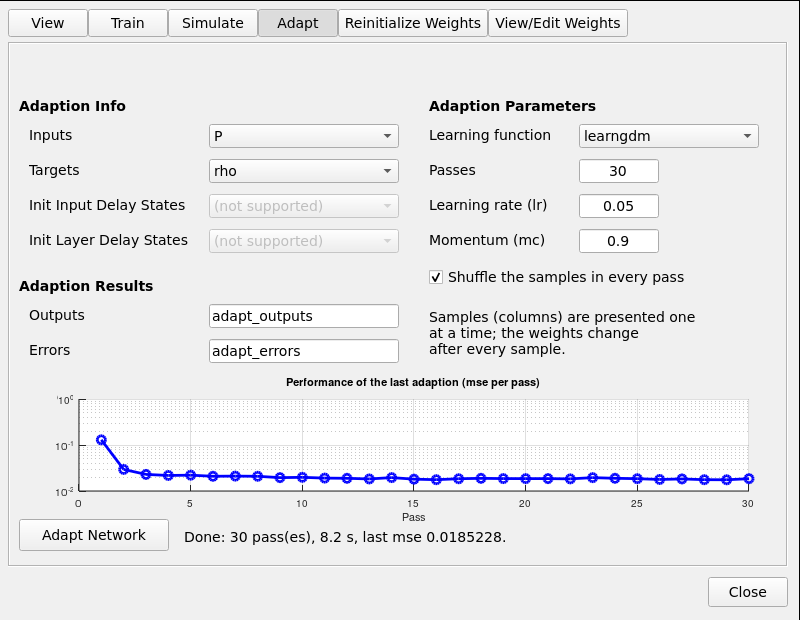 View Train Simulate Adapt Reinitialize Weights View/Edit Weights
Adaption Info
Inputs P
Targets rho
Init Input Delay States (not supported)
Init Layer Delay States (not supported)
Adaption Results
Outputs adapt_outputs
Errors adapt_errors
Adaption Parameters
Learning function learngdm
Passes 30
Learning rate (lr) 0.05
Momentum (mc) 0.9
Shuffle the samples in every pass
Samples (columns) are presented one
at a time; the weights change
after every sample.
Performance of the last adaption (mse per pass)
10^0
10^-1
10^-2
0 5 10 15 20 25 30
Pass
Adapt Network Done: 30 pass(es), 8.2 s, last mse 0.0185228.
Close